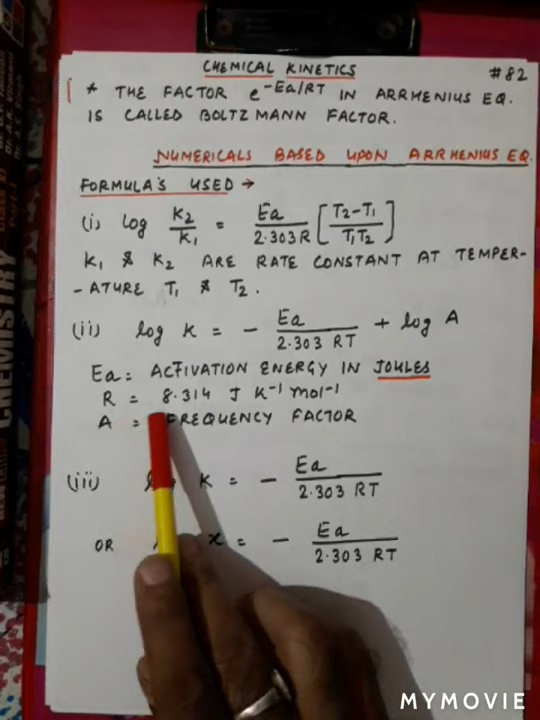 CHEMICAL KINETICS #82
* THE FACTOR e^-Ea/RT IN ARRHENIUS EQ.
IS CALLED BOLTZMANN FACTOR.
NUMERICALS BASED UPON ARRHENIUS EQ.
FORMULA'S USED →
(i) log K2/K1 = Ea/2.303R [T2-T1/T1T2]
K1 & K2 ARE RATE CONSTANT AT TEMPER-
-ATURE T1 & T2.
(ii) log K = - Ea/2.303 RT + log A
Ea = ACTIVATION ENERGY IN JOULES
R = 8.314 J K^-1 mol^-1
A = FREQUENCY FACTOR
(iii) K = - Ea/2.303 RT
OR x = - Ea/2.303 RT
CHEMISTRY
MYMOVIE